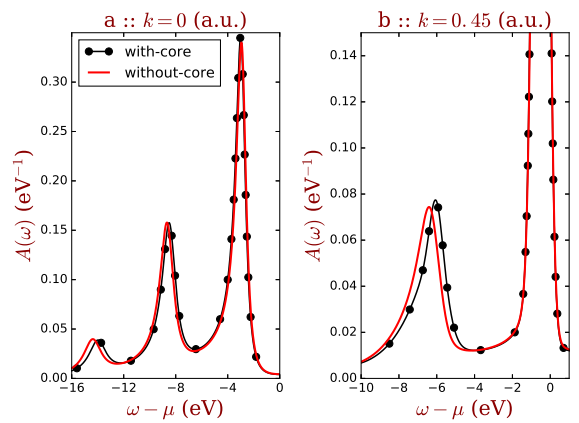 a :: k = 0 (a.u.)
b :: k = 0.45 (a.u.)
with-core
without-core
A(ω) (eV⁻¹)
0.30
0.25
0.20
0.15
0.10
0.05
0.00
−16 −12 −8 −4 0
ω − μ (eV)
A(ω) (eV⁻¹)
0.14
0.12
0.10
0.08
0.06
0.04
0.02
0.00
−10 −8 −6 −4 −2 0
ω − μ (eV)